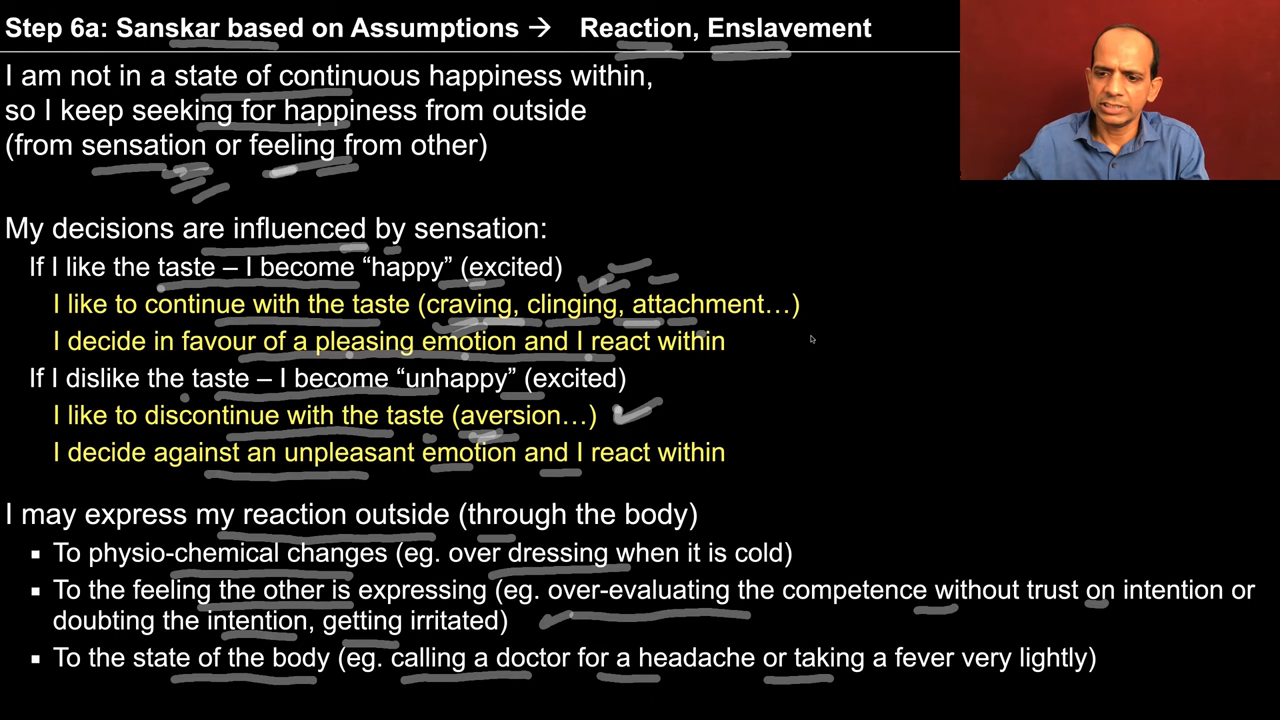 Step 6a: Sanskar based on Assumptions → Reaction, Enslavement
I am not in a state of continuous happiness within,
so I keep seeking for happiness from outside
(from sensation or feeling from other)
My decisions are influenced by sensation:
If I like the taste – I become “happy” (excited)
I like to continue with the taste (craving, clinging, attachment…)
I decide in favour of a pleasing emotion and I react within
If I dislike the taste – I become “unhappy” (excited)
I like to discontinue with the taste (aversion…)
I decide against an unpleasant emotion and I react within
I may express my reaction outside (through the body)
▪ To physio-chemical changes (eg. over dressing when it is cold)
▪ To the feeling the other is expressing (eg. over-evaluating the competence without trust on intention or
doubting the intention, getting irritated)
▪ To the state of the body (eg. calling a doctor for a headache or taking a fever very lightly)